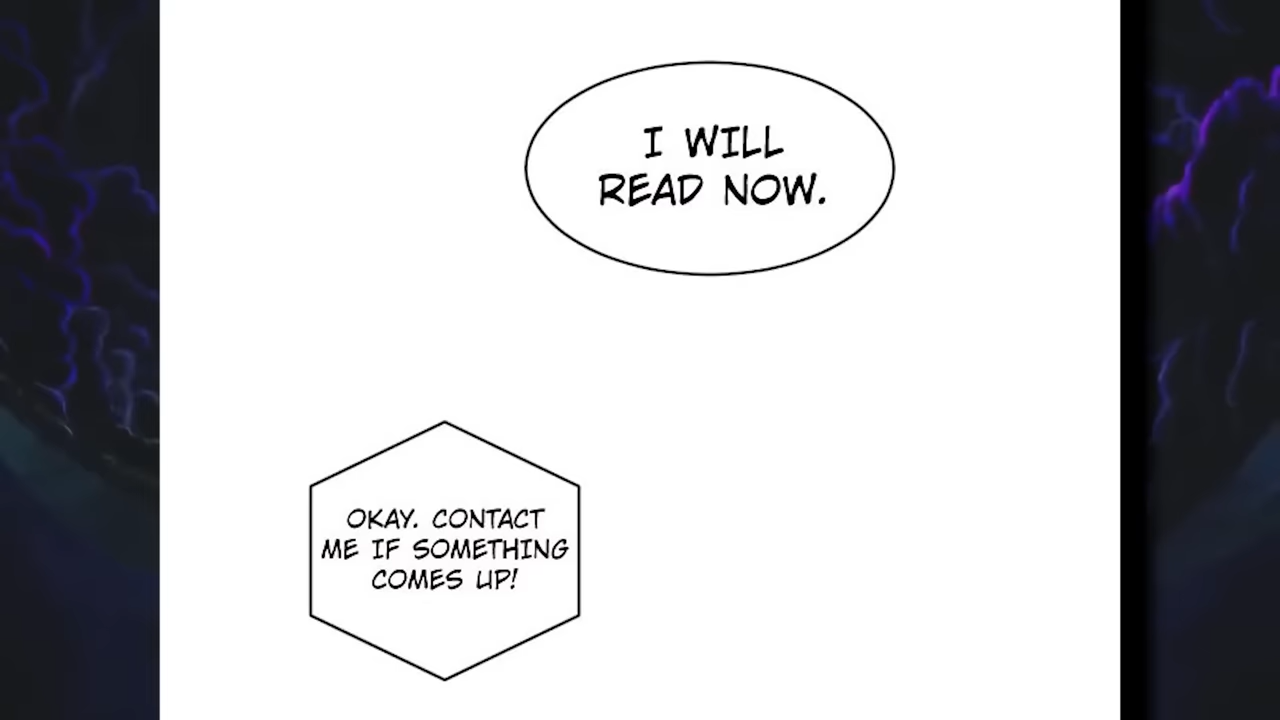 I WILL
READ NOW.
OKAY. CONTACT
ME IF SOMETHING
COMES UP!